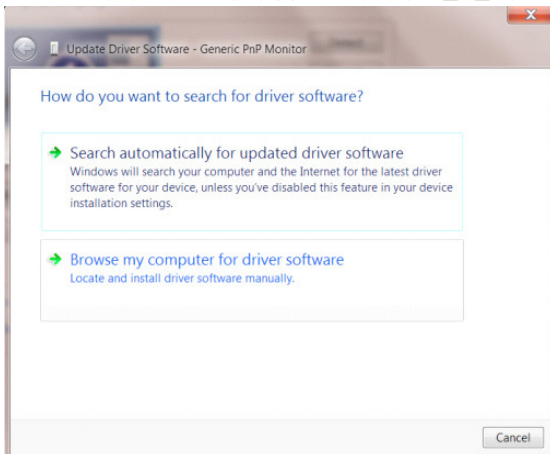 Update Driver Software - Generic PnP Monitor
How do you want to search for driver software?
Search automatically for updated driver software
Windows will search your computer and the Internet for the latest driver
software for your device, unless you've disabled this feature in your device
installation settings.
Browse my computer for driver software
Locate and install driver software manually.
Cancel